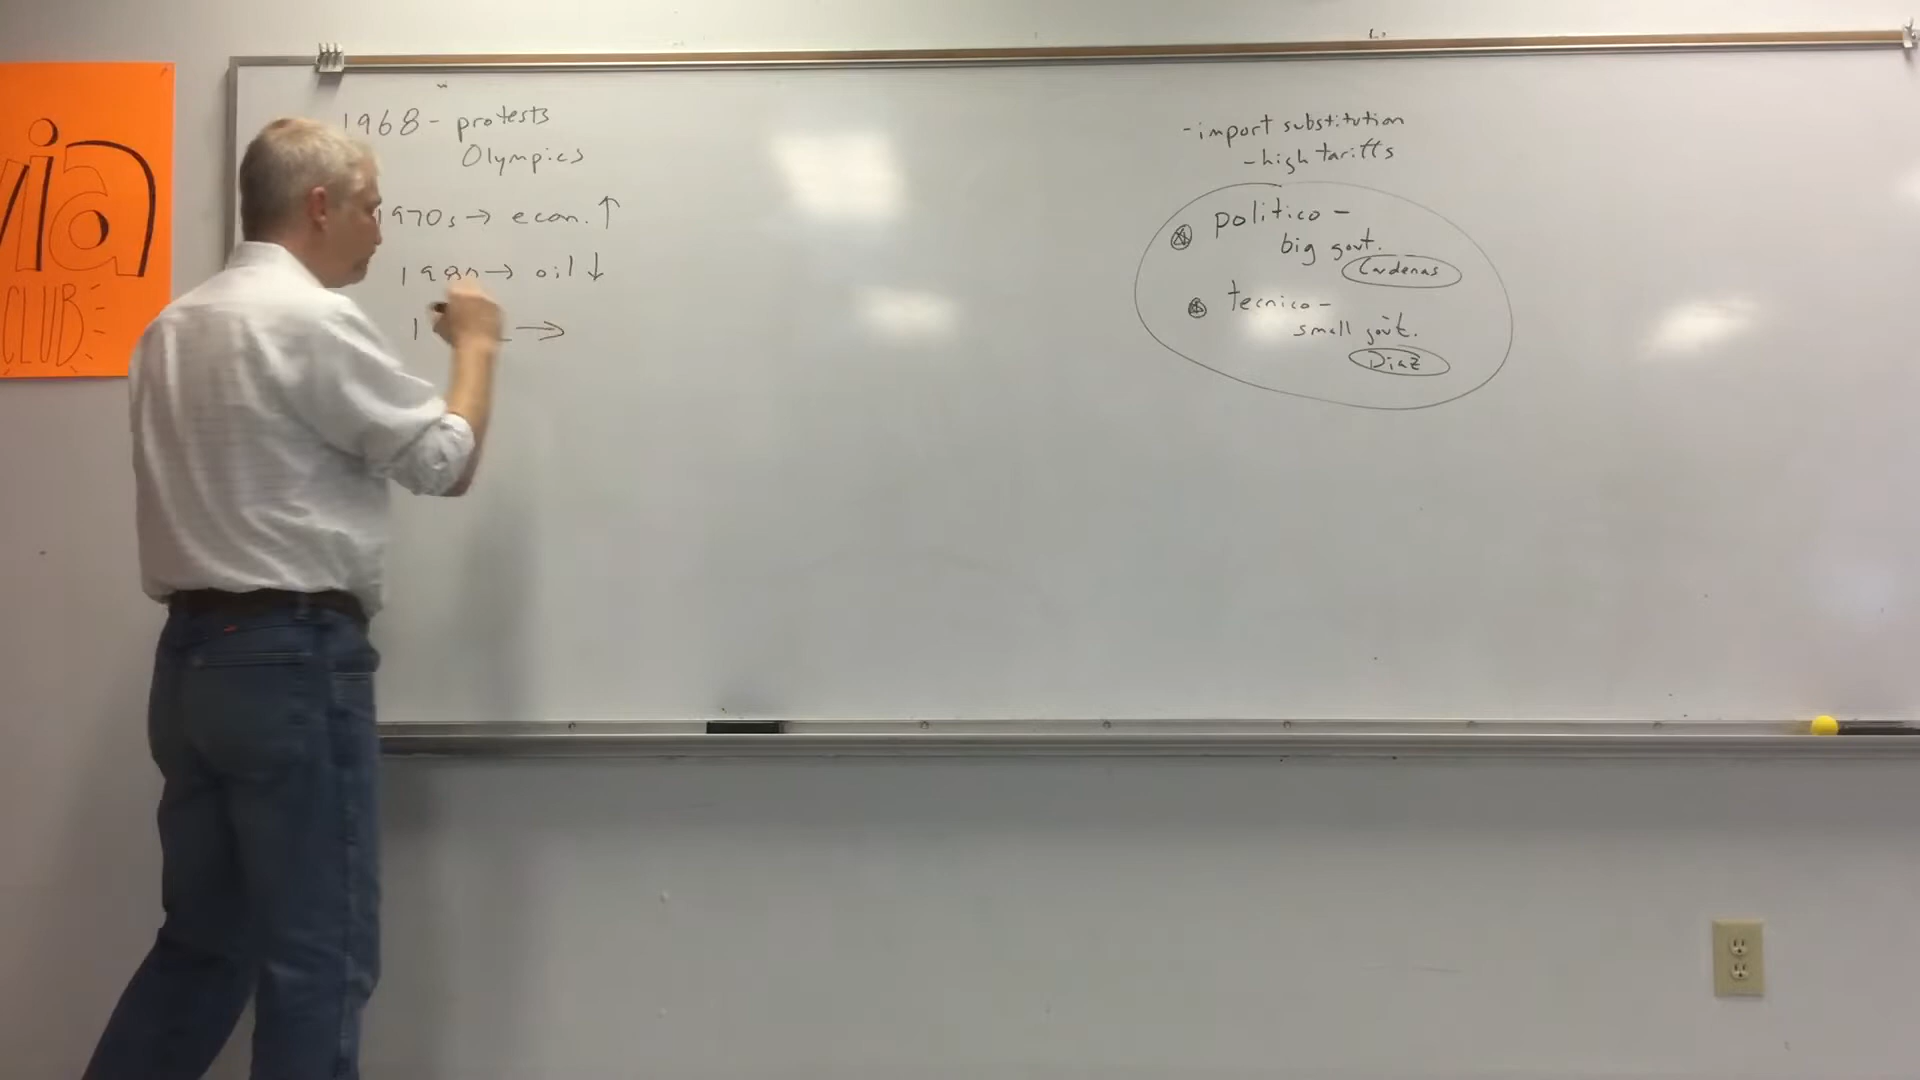 via
CLUB
1968 - protests
Olympics
1970s → econ. ↑
1980 → oil ↓
→
- import substitution
- high tariffs
politico -
big govt.
Cardenas
tecnico -
small govt.
Diaz